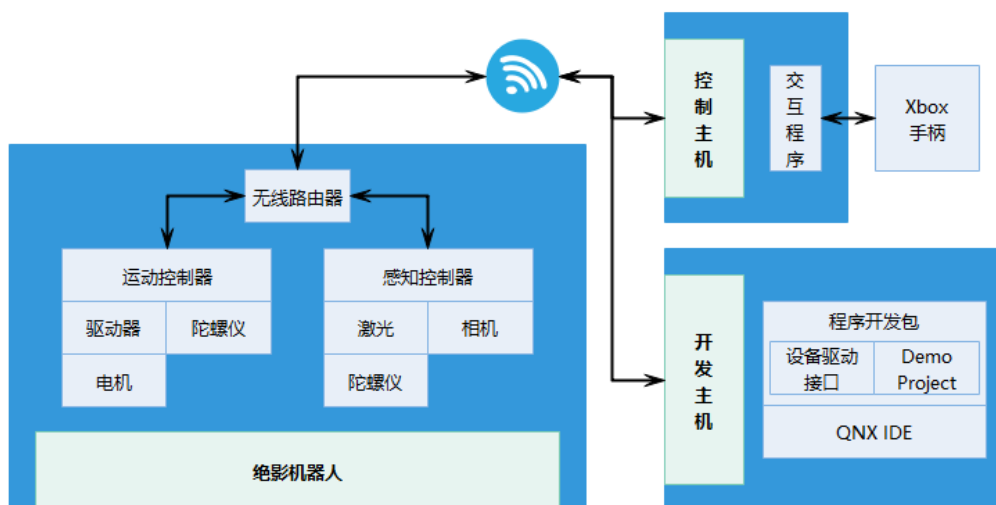 控制主机
交互程序
Xbox
手柄
无线路由器
运动控制器
驱动器
陀螺仪
电机
感知控制器
激光
相机
陀螺仪
绝影机器人
开发主机
程序开发包
设备驱动
接口
Demo
Project
QNX IDE